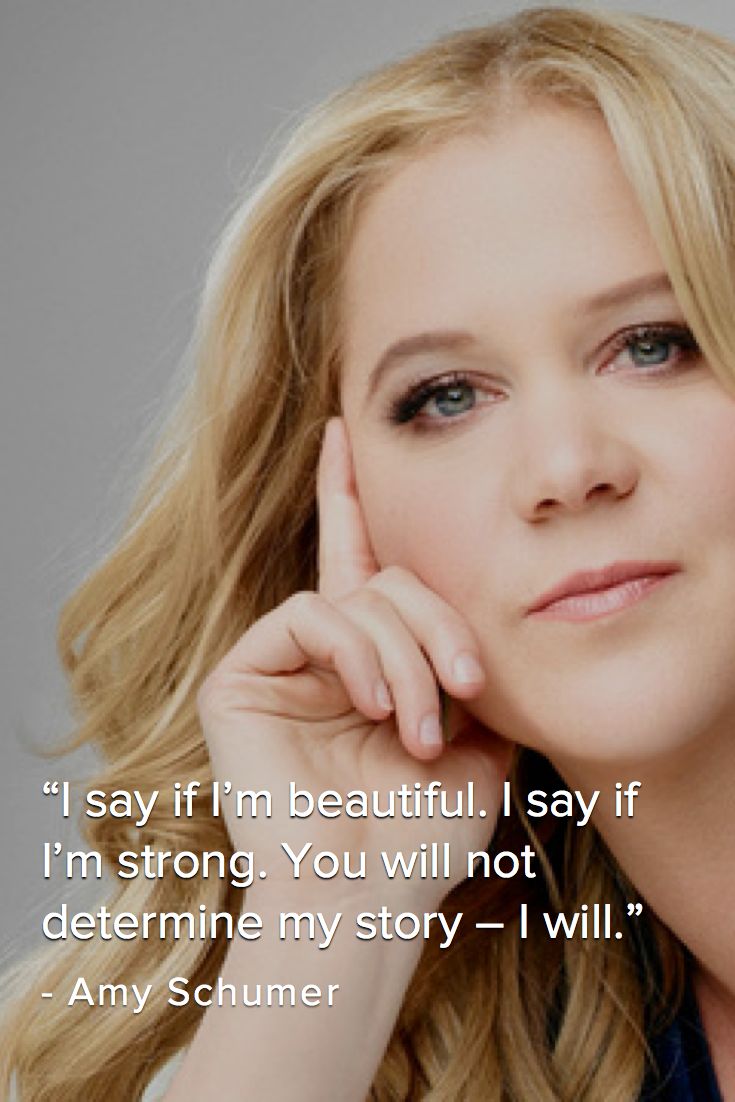 “I say if I’m beautiful. I say if
I’m strong. You will not
determine my story – I will.”
- Amy Schumer